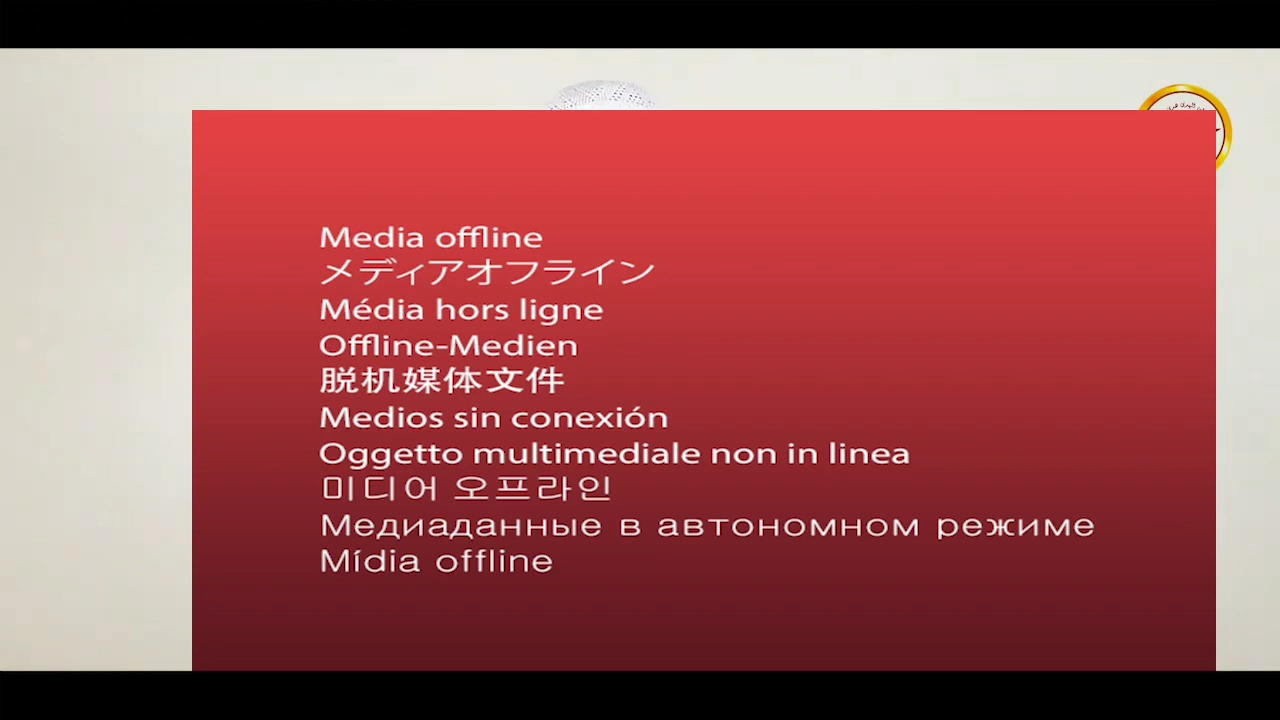 Media offline
メディアオフライン
Média hors ligne
Offline-Medien
脱机媒体文件
Medios sin conexión
Oggetto multimediale non in linea
미디어 오프라인
Медиаданные в автономном режиме
Mídia offline